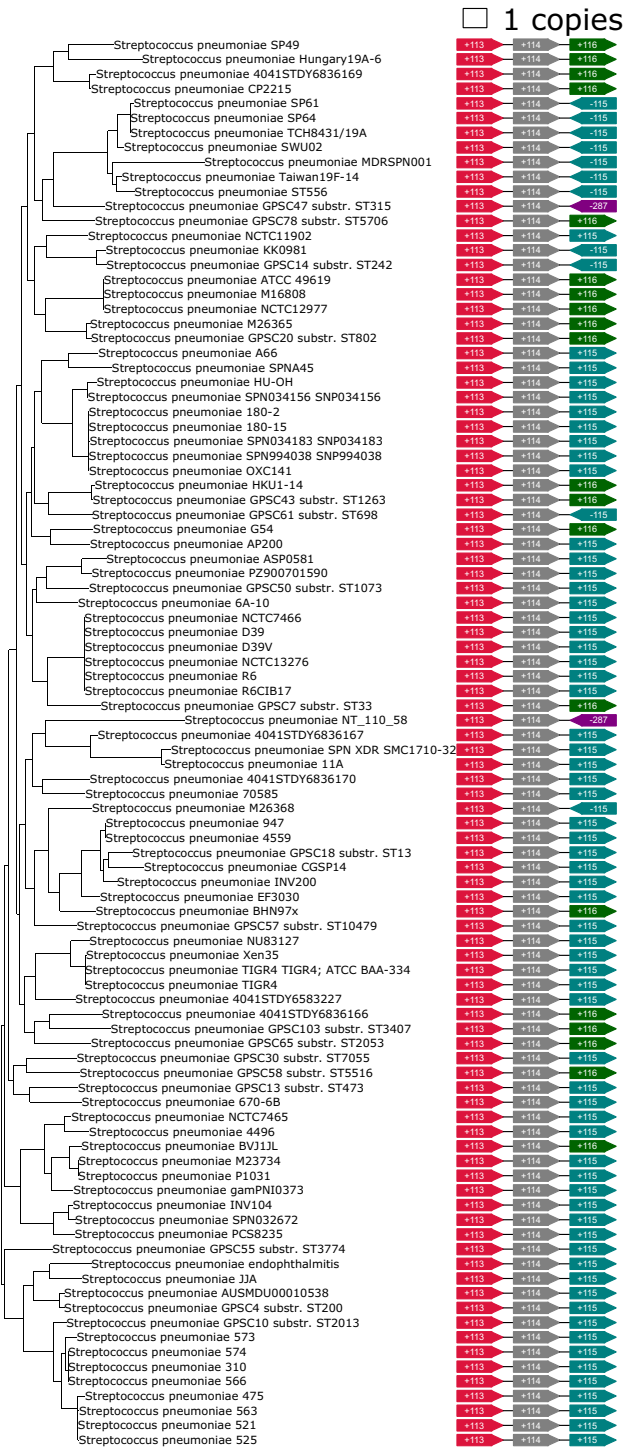 1 copies
Streptococcus pneumoniae SP49 +113 +114 +116
Streptococcus pneumoniae Hungary19A-6 +113 +114 +116
Streptococcus pneumoniae 4041STDY6836169 +113 +114 +116
Streptococcus pneumoniae CP2215 +113 +114 +116
Streptococcus pneumoniae SP61 +113 +114 -115
Streptococcus pneumoniae SP64 +113 +114 -115
Streptococcus pneumoniae TCH8431/19A +113 +114 -115
Streptococcus pneumoniae SWU02 +113 +114 -115
Streptococcus pneumoniae MDRSPN001 +113 +114 -115
Streptococcus pneumoniae Taiwan19F-14 +113 +114 -115
Streptococcus pneumoniae ST556 +113 +114 -115
Streptococcus pneumoniae GPSC47 substr. ST315 +113 +114 -287
Streptococcus pneumoniae GPSC78 substr. ST5706 +113 +114 +116
Streptococcus pneumoniae NCTC11902 +113 +114 +115
Streptococcus pneumoniae KK0981 +113 +114 -115
Streptococcus pneumoniae GPSC14 substr. ST242 +113 +114 -115
Streptococcus pneumoniae ATCC 49619 +113 +114 +116
Streptococcus pneumoniae M16808 +113 +114 +116
Streptococcus pneumoniae NCTC12977 +113 +114 +116
Streptococcus pneumoniae M26365 +113 +114 +116
Streptococcus pneumoniae GPSC20 substr. ST802 +113 +114 +116
Streptococcus pneumoniae A66 +113 +114 +115
Streptococcus pneumoniae SPNA45 +113 +114 +115
Streptococcus pneumoniae HU-OH +113 +114 +115
Streptococcus pneumoniae SPN034156 SNP034156 +113 +114 +115
Streptococcus pneumoniae 180-2 +113 +114 +115
Streptococcus pneumoniae 180-15 +113 +114 +115
Streptococcus pneumoniae SPN034183 SNP034183 +113 +114 +115
Streptococcus pneumoniae SPN994038 SNP994038 +113 +114 +115
Streptococcus pneumoniae OXC141 +113 +114 +115
Streptococcus pneumoniae HKU1-14 +113 +114 +116
Streptococcus pneumoniae GPSC43 substr. ST1263 +113 +114 +116
Streptococcus pneumoniae GPSC61 substr. ST698 +113 +114 -115
Streptococcus pneumoniae G54 +113 +114 +116
Streptococcus pneumoniae AP200 +113 +114 +115
Streptococcus pneumoniae ASP0581 +113 +114 +115
Streptococcus pneumoniae PZ900701590 +113 +114 +115
Streptococcus pneumoniae GPSC50 substr. ST1073 +113 +114 +115
Streptococcus pneumoniae 6A-10 +113 +114 +115
Streptococcus pneumoniae NCTC7466 +113 +114 +115
Streptococcus pneumoniae D39 +113 +114 +115
Streptococcus pneumoniae D39V +113 +114 +115
Streptococcus pneumoniae NCTC13276 +113 +114 +115
Streptococcus pneumoniae R6 +113 +114 +115
Streptococcus pneumoniae R6CIB17 +113 +114 +115
Streptococcus pneumoniae GPSC7 substr. ST33 +113 +114 +116
Streptococcus pneumoniae NT_110_58 +113 +114 -287
Streptococcus pneumoniae 4041STDY6836167 +113 +114 +115
Streptococcus pneumoniae SPN XDR SMC1710-32 +113 +114 +115
Streptococcus pneumoniae 11A +113 +114 +115
Streptococcus pneumoniae 4041STDY6836170 +113 +114 +115
Streptococcus pneumoniae 70585 +113 +114 +115
Streptococcus pneumoniae M26368 +113 +114 -115
Streptococcus pneumoniae 947 +113 +114 +115
Streptococcus pneumoniae 4559 +113 +114 +115
Streptococcus pneumoniae GPSC18 substr. ST13 +113 +114 +115
Streptococcus pneumoniae CGSP14 +113 +114 +115
Streptococcus pneumoniae INV200 +113 +114 +115
Streptococcus pneumoniae EF3030 +113 +114 +115
Streptococcus pneumoniae BHN97x +113 +114 +116
Streptococcus pneumoniae GPSC57 substr. ST10479 +113 +114 +115
Streptococcus pneumoniae NU83127 +113 +114 +115
Streptococcus pneumoniae Xen35 +113 +114 +115
Streptococcus pneumoniae TIGR4 TIGR4; ATCC BAA-334 +113 +114 +115
Streptococcus pneumoniae TIGR4 +113 +114 +115
Streptococcus pneumoniae 4041STDY6583227 +113 +114 +115
Streptococcus pneumoniae 4041STDY6836166 +113 +114 +116
Streptococcus pneumoniae GPSC103 substr. ST3407 +113 +114 +116
Streptococcus pneumoniae GPSC65 substr. ST2053 +113 +114 +116
Streptococcus pneumoniae GPSC30 substr. ST7055 +113 +114 +115
Streptococcus pneumoniae GPSC58 substr. ST5516 +113 +114 +116
Streptococcus pneumoniae GPSC13 substr. ST473 +113 +114 +115
Streptococcus pneumoniae 670-6B +113 +114 +115
Streptococcus pneumoniae NCTC7465 +113 +114 +115
Streptococcus pneumoniae 4496 +113 +114 +115
Streptococcus pneumoniae BVJ1JL +113 +114 +116
Streptococcus pneumoniae M23734 +113 +114 +115
Streptococcus pneumoniae P1031 +113 +114 +115
Streptococcus pneumoniae gamPNI0373 +113 +114 +115
Streptococcus pneumoniae INV104 +113 +114 +115
Streptococcus pneumoniae SPN032672 +113 +114 +115
Streptococcus pneumoniae PCS8235 +113 +114 +115
Streptococcus pneumoniae GPSC55 substr. ST3774 +113 +114 +115
Streptococcus pneumoniae endophthalmitis +113 +114 +115
Streptococcus pneumoniae JJA +113 +114 +115
Streptococcus pneumoniae AUSMDU00010538 +113 +114 +115
Streptococcus pneumoniae GPSC4 substr. ST200 +113 +114 +115
Streptococcus pneumoniae GPSC10 substr. ST2013 +113 +114 +115
Streptococcus pneumoniae 573 +113 +114 +115
Streptococcus pneumoniae 574 +113 +114 +115
Streptococcus pneumoniae 310 +113 +114 +115
Streptococcus pneumoniae 566 +113 +114 +115
Streptococcus pneumoniae 475 +113 +114 +115
Streptococcus pneumoniae 563 +113 +114 +115
Streptococcus pneumoniae 521 +113 +114 +115
Streptococcus pneumoniae 525 +113 +114 +115